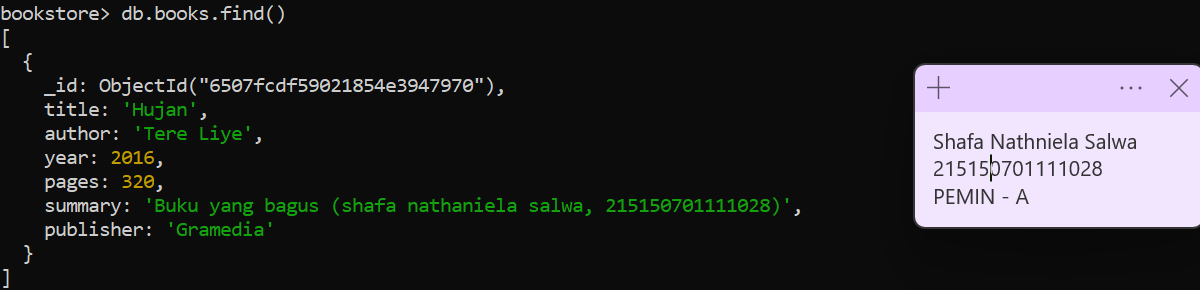 bookstore> db.books.find()
[
  {
    _id: ObjectId("6507fcdf59021854e3947970"),
    title: 'Hujan',
    author: 'Tere Liye',
    year: 2016,
    pages: 320,
    summary: 'Buku yang bagus (shafa nathaniela salwa, 215150701111028)',
    publisher: 'Gramedia'
  }
]
Shafa Nathniela Salwa
215150701111028
PEMIN - A